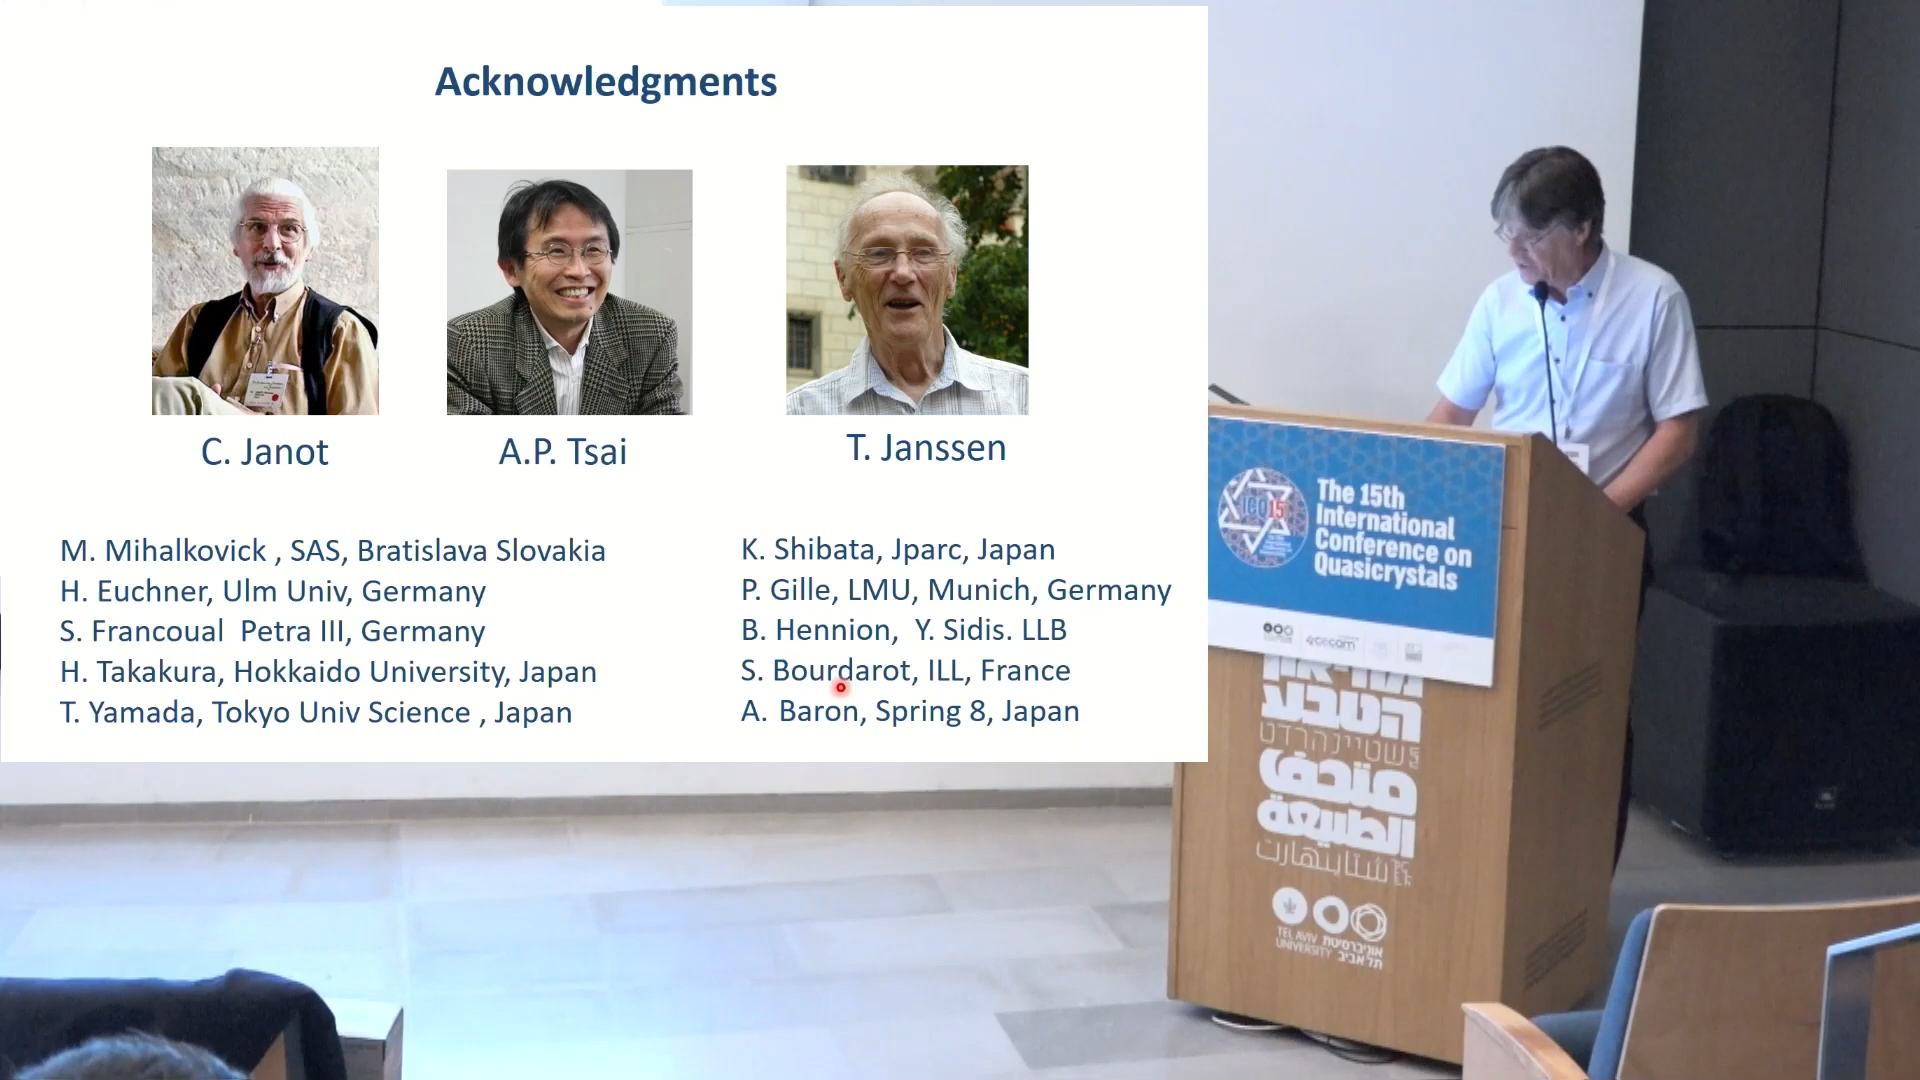 Acknowledgments
C. Janot
A.P. Tsai
T. Janssen
M. Mihalkovick , SAS, Bratislava Slovakia
H. Euchner, Ulm Univ, Germany
S. Francoual Petra III, Germany
H. Takakura, Hokkaido University, Japan
T. Yamada, Tokyo Univ Science , Japan
K. Shibata, Jparc, Japan
P. Gille, LMU, Munich, Germany
B. Hennion, Y. Sidis. LLB
S. Bourdarot, ILL, France
A. Baron, Spring 8, Japan
ICQ15
The 15th
International
Conference on
Quasicrystals
cecam
מוזיאון
הטבע
שטיינהרדט
متحف
الطبيعة
شتاينهارت
TEL AVIV
UNIVERSITY
אוניברסיטת
תל אביב
JBL